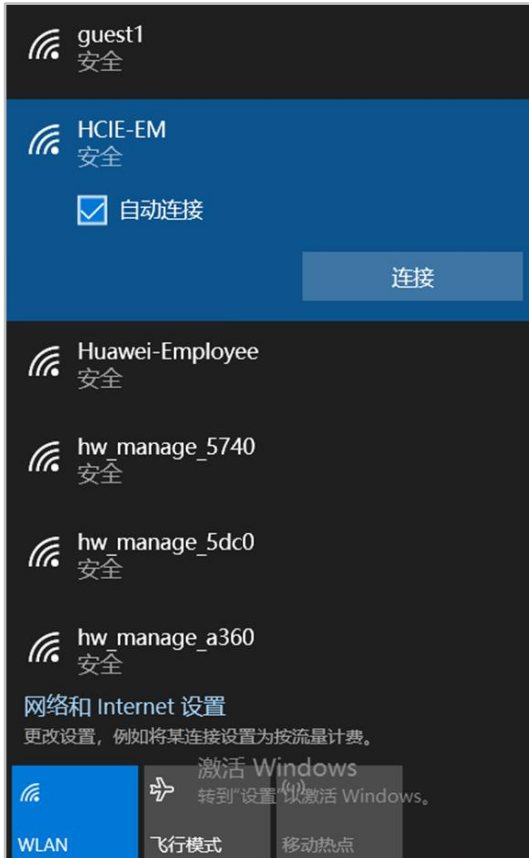 guest1
安全
HCIE-EM
安全
自动连接
连接
Huawei-Employee
安全
hw_manage_5740
安全
hw_manage_5dc0
安全
hw_manage_a360
安全
网络和 Internet 设置
更改设置，例如将某连接设置为按流量计费。
激活 Windows
转到"设置"以激活 Windows。
WLAN
飞行模式
移动热点